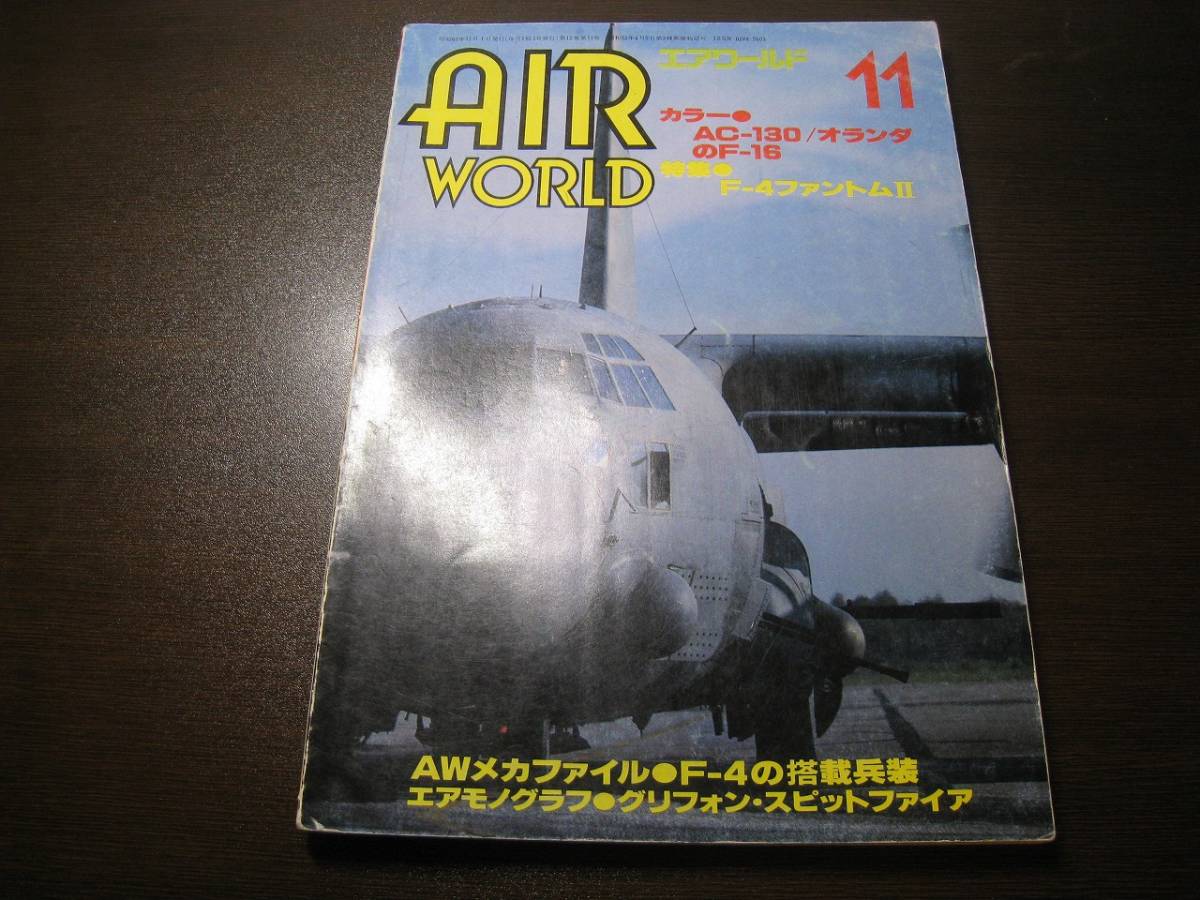 AIR
WORLD
エアワールド
11
カラー●
AC-130/オランダ
のF-16
特集●
F-4ファントムII
AWメカファイル●F-4の搭載兵装
エアモノグラフ●グリフォン・スピットファイア